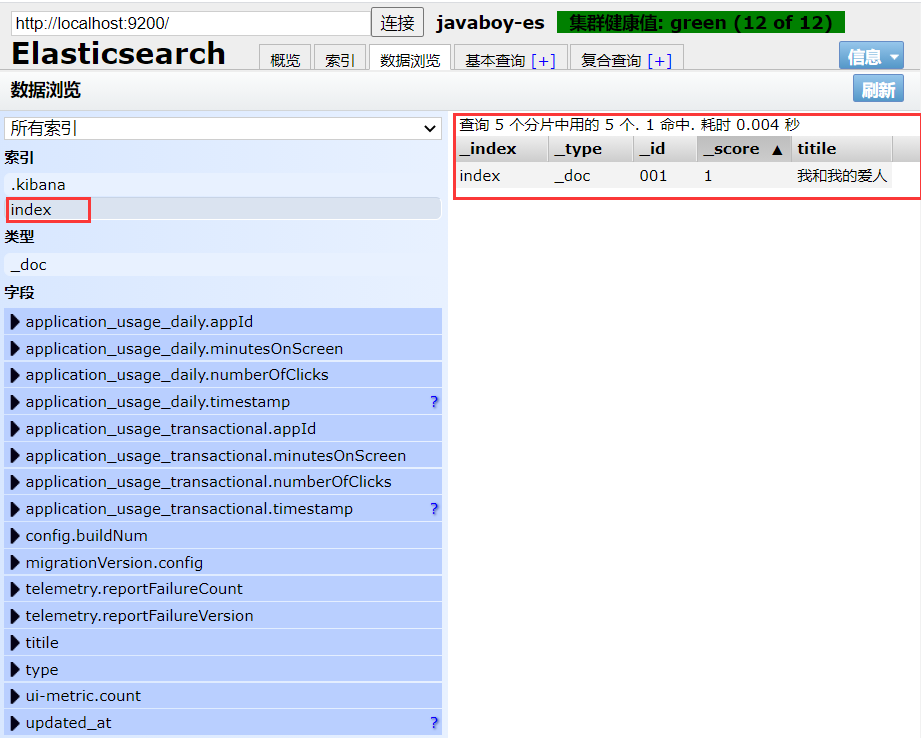 http://localhost:9200/ 连接 javaboy-es 集群健康值: green (12 of 12)
Elasticsearch 概览 索引 数据浏览 基本查询 [+] 复合查询 [+] 信息
数据浏览 刷新
所有索引
索引
.kibana
index
类型
_doc
字段
application_usage_daily.appId
application_usage_daily.minutesOnScreen
application_usage_daily.numberOfClicks
application_usage_daily.timestamp ?
application_usage_transactional.appId
application_usage_transactional.minutesOnScreen
application_usage_transactional.numberOfClicks
application_usage_transactional.timestamp ?
config.buildNum
migrationVersion.config
telemetry.reportFailureCount
telemetry.reportFailureVersion
titile
type
ui-metric.count
updated_at ?
查询 5 个分片中用的 5 个. 1 命中. 耗时 0.004 秒
_index _type _id _score ▲ titile
index _doc 001 1 我和我的爱人